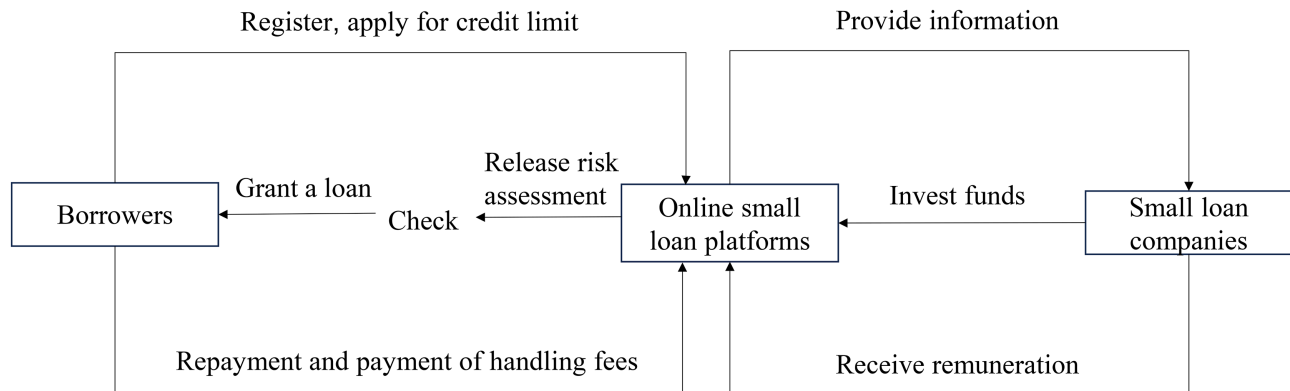 Register, apply for credit limit
Provide information
Release risk
assessment
Grant a loan
Invest funds
Borrowers
Check
Online small
loan platforms
Small loan
companies
Repayment and payment of handling fees
Receive remuneration